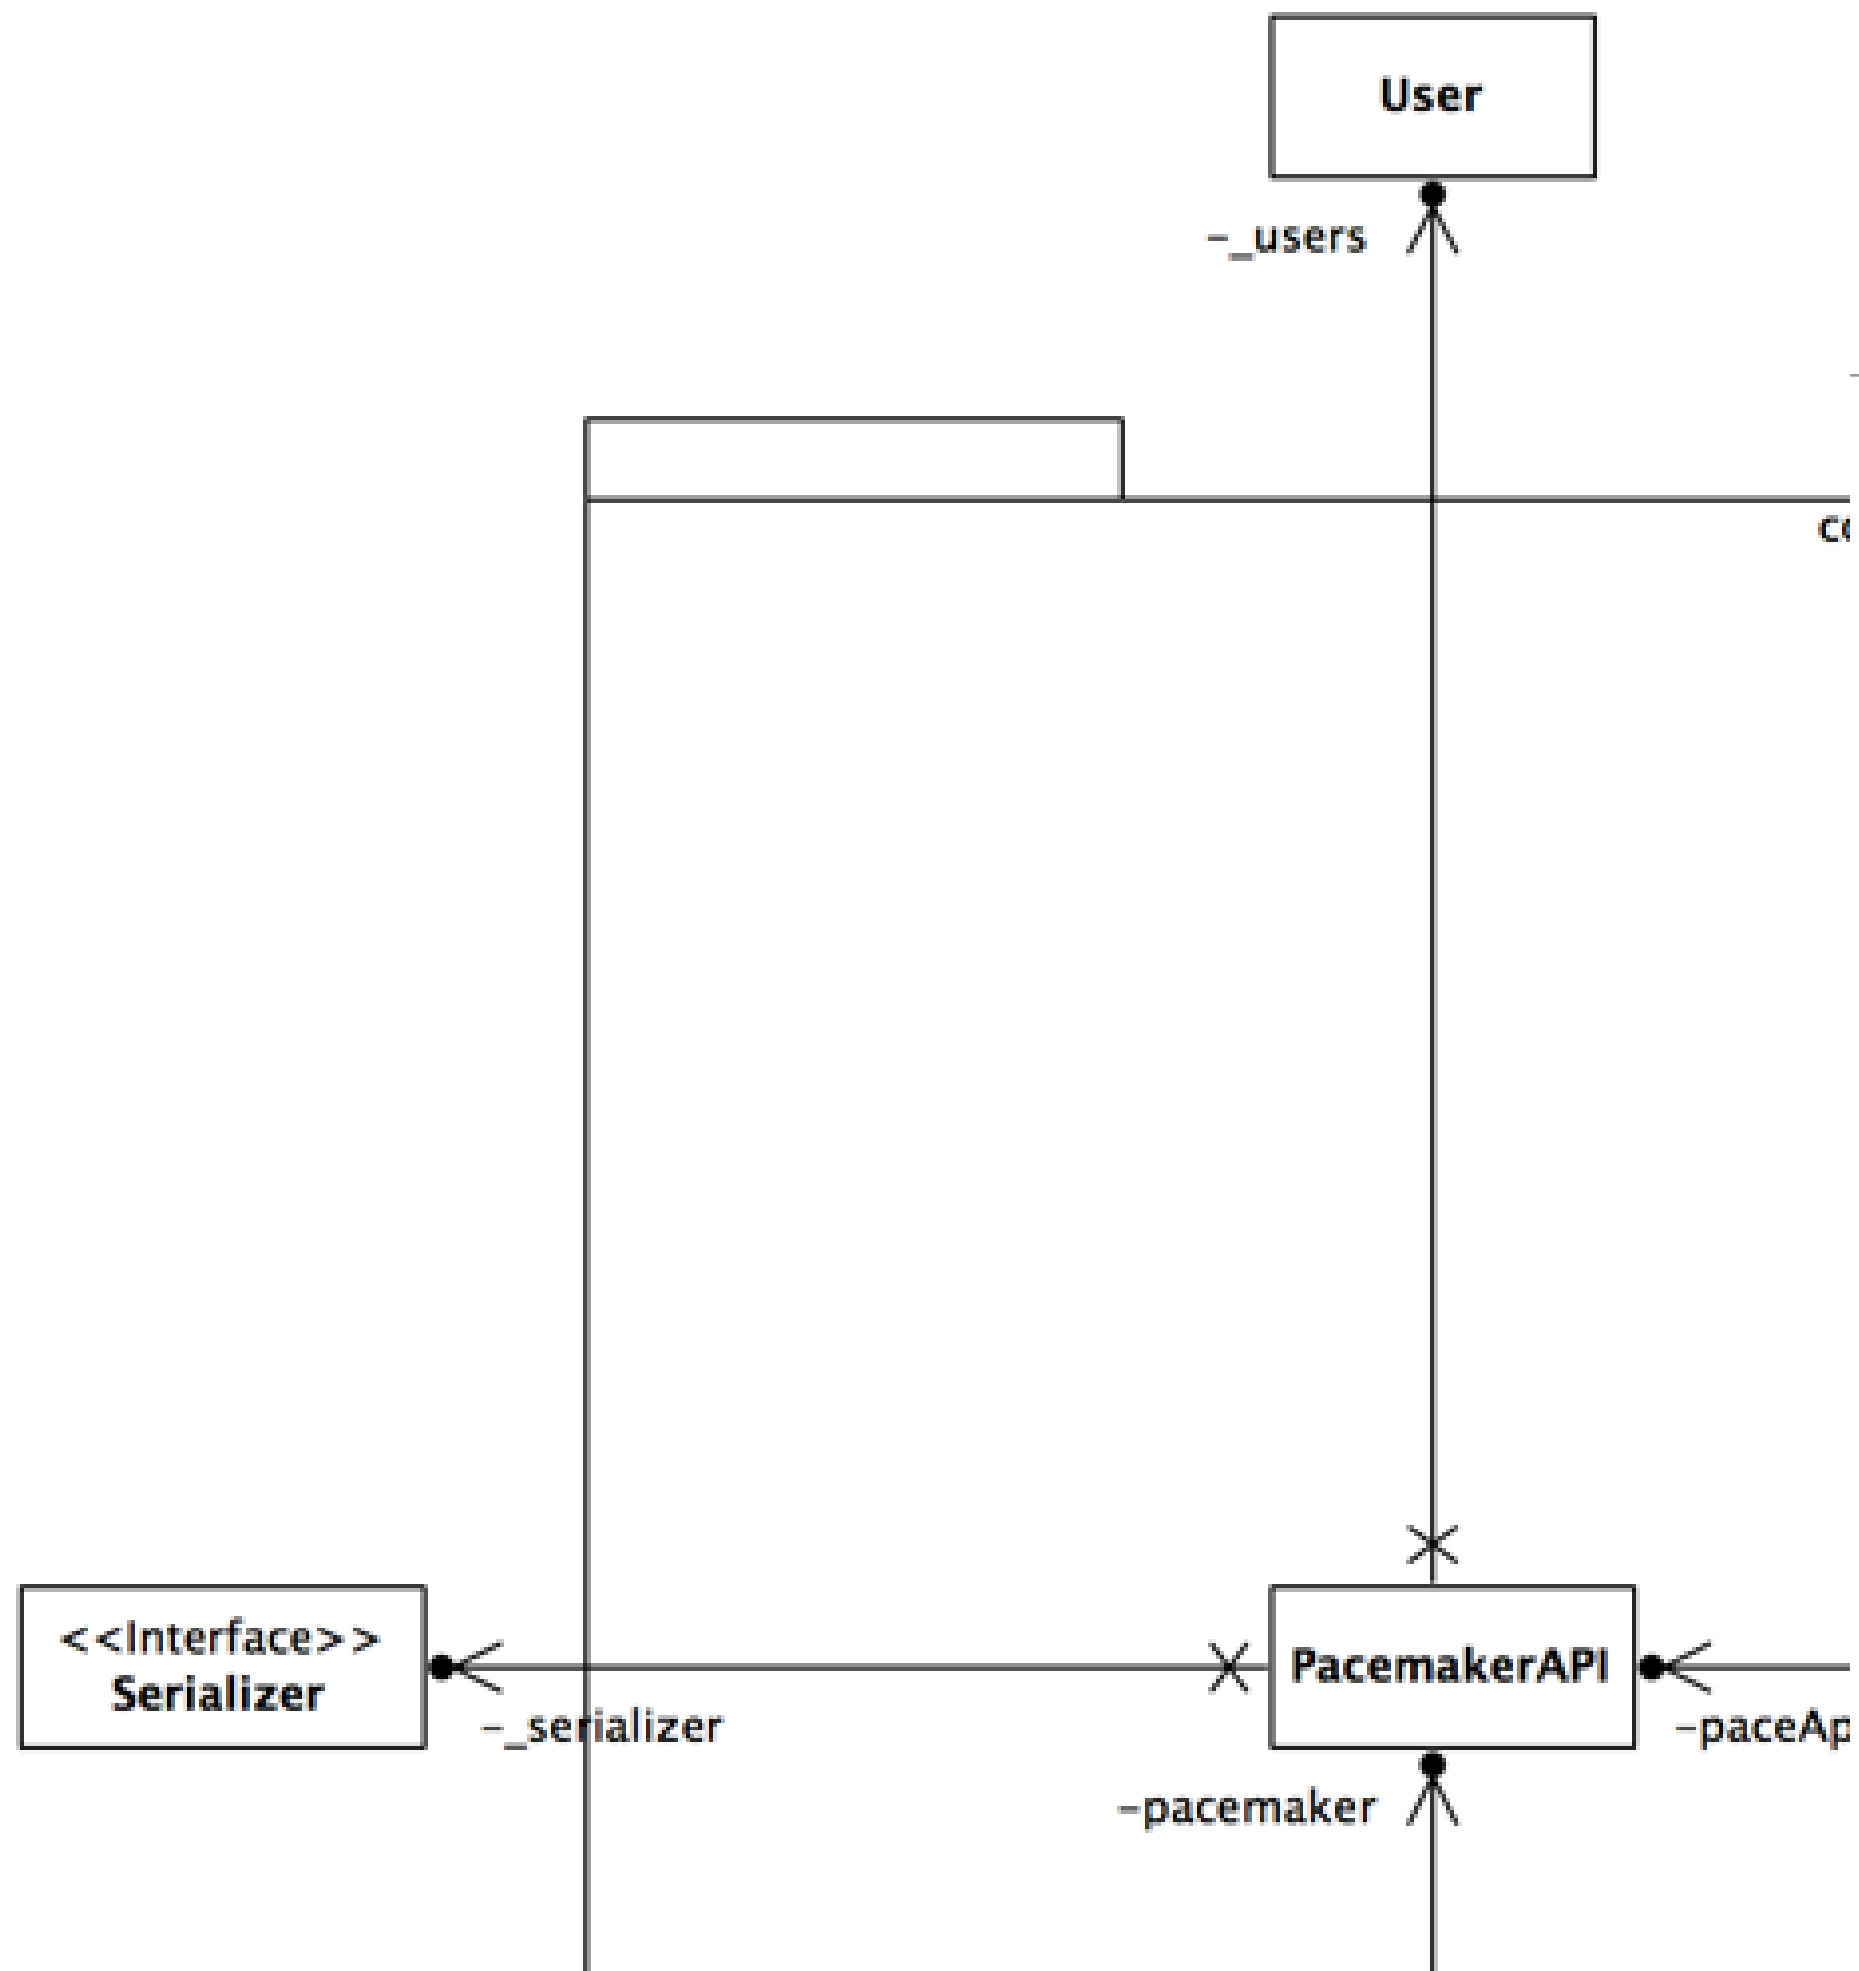 User
-_users
<<Interface>>
Serializer
-_serializer
PacemakerAPI
-pacemaker